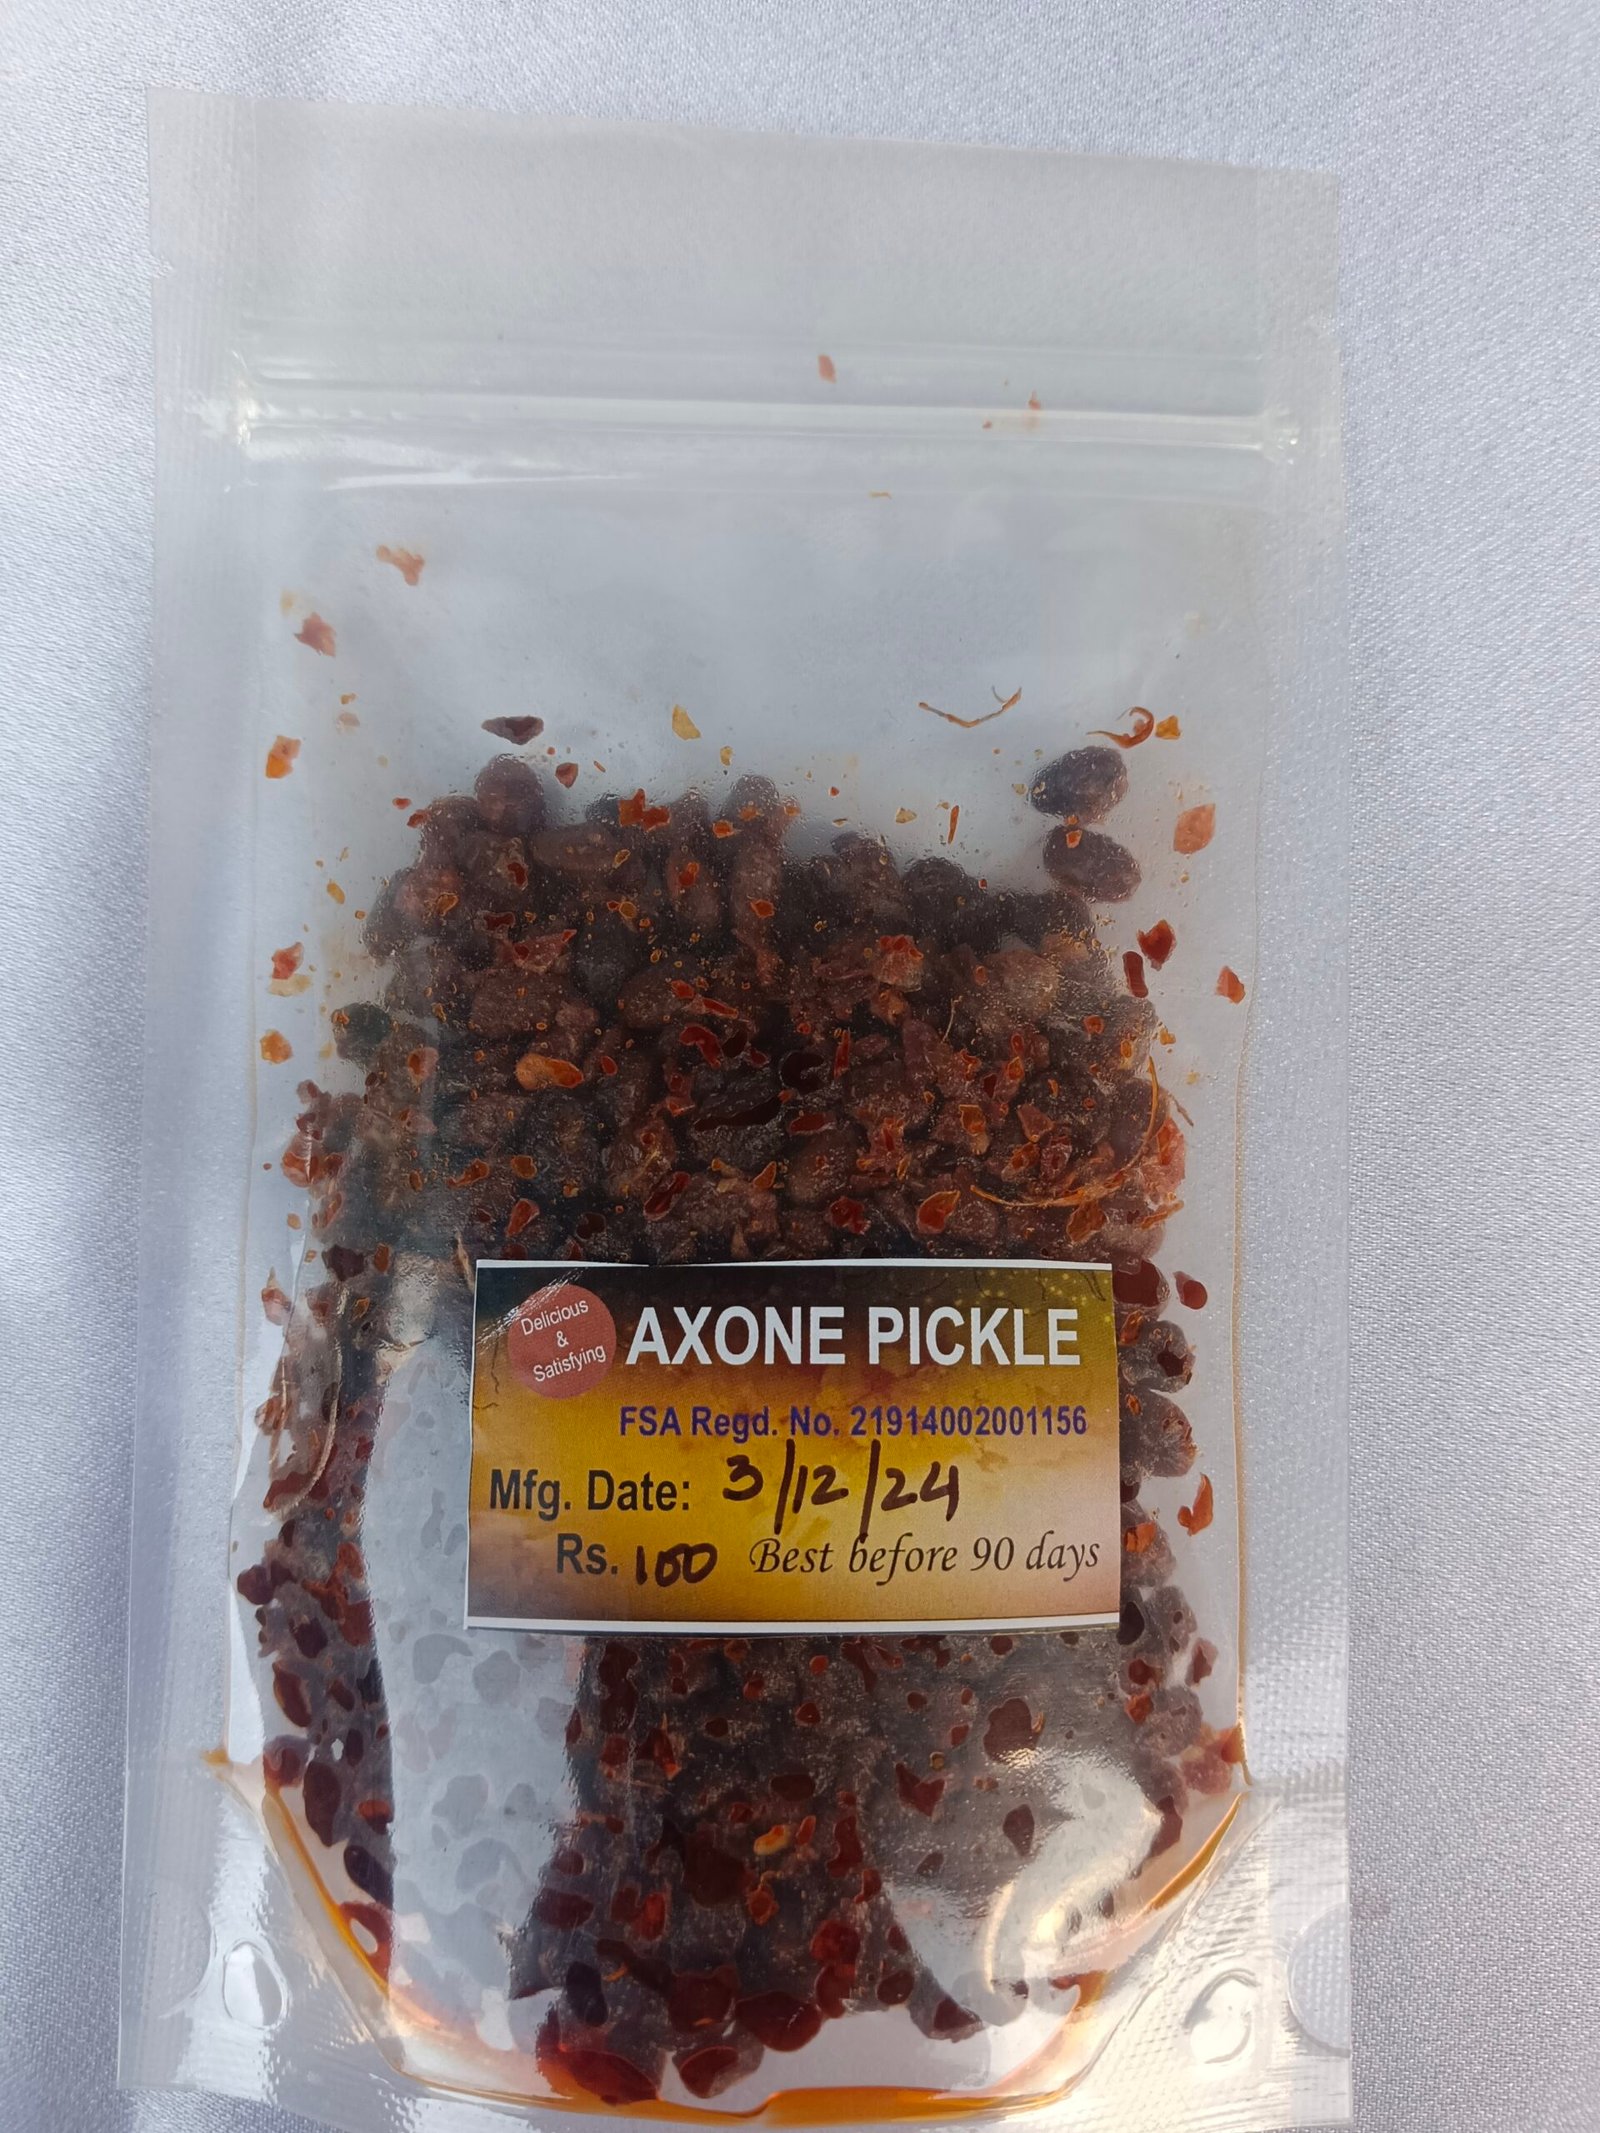 Delicious
&
Satisfying
AXONE PICKLE
FSA Regd. No. 21914002001156
Mfg. Date: 3/12/24
Rs. 100 Best before 90 days